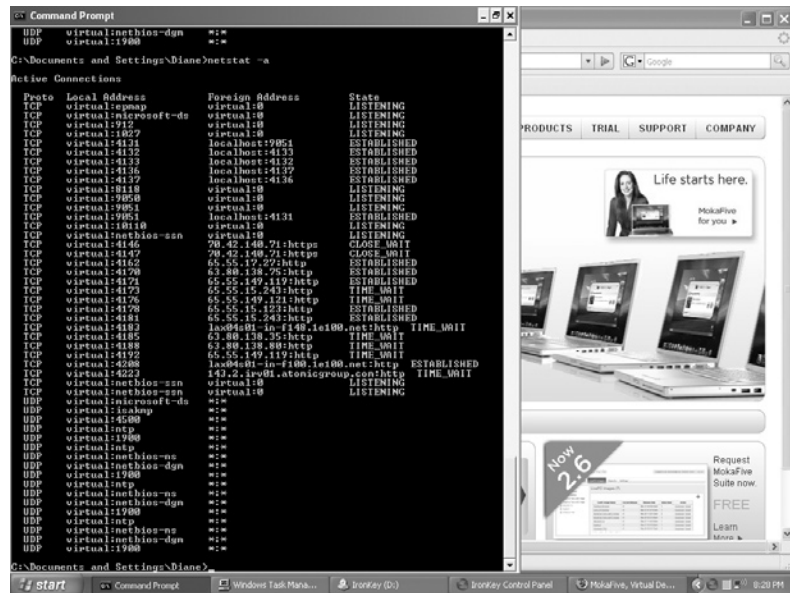 Command Prompt
UDP virtual:netbios-dgm *:*
UDP virtual:1900 *:*
C:\Documents and Settings\Diane>netstat -a
Active Connections
Proto Local Address Foreign Address State
TCP virtual:epmap virtual:0 LISTENING
TCP virtual:microsoft-ds virtual:0 LISTENING
TCP virtual:912 virtual:0 LISTENING
TCP virtual:1027 virtual:0 LISTENING
TCP virtual:4131 localhost:9051 ESTABLISHED
TCP virtual:4132 localhost:4133 ESTABLISHED
TCP virtual:4133 localhost:4132 ESTABLISHED
TCP virtual:4136 localhost:4137 ESTABLISHED
TCP virtual:4137 localhost:4136 ESTABLISHED
TCP virtual:8118 virtual:0 LISTENING
TCP virtual:9050 virtual:0 LISTENING
TCP virtual:9051 virtual:0 LISTENING
TCP virtual:9051 localhost:4131 ESTABLISHED
TCP virtual:10110 virtual:0 LISTENING
TCP virtual:netbios-ssn virtual:0 LISTENING
TCP virtual:4146 70.42.140.71:https CLOSE_WAIT
TCP virtual:4147 70.42.140.71:https CLOSE_WAIT
TCP virtual:4162 65.55.17.27:http ESTABLISHED
TCP virtual:4170 63.80.138.75:http ESTABLISHED
TCP virtual:4171 65.55.149.119:http ESTABLISHED
TCP virtual:4173 65.55.15.243:http TIME_WAIT
TCP virtual:4176 65.55.149.121:http TIME_WAIT
TCP virtual:4178 65.55.15.123:http ESTABLISHED
TCP virtual:4181 65.55.15.243:http ESTABLISHED
TCP virtual:4183 lax04s01-in-f148.1e100.net:http TIME_WAIT
TCP virtual:4185 63.80.138.35:http TIME_WAIT
TCP virtual:4188 63.80.138.80:http TIME_WAIT
TCP virtual:4192 65.55.149.119:http ESTABLISHED
TCP virtual:4208 lax04s01-in-f100.1e100.net:http ESTABLISHED
TCP virtual:4223 143.2.irv01.atomicgroup.com:http TIME_WAIT
TCP virtual:netbios-ssn virtual:0 LISTENING
TCP virtual:netbios-ssn virtual:0 LISTENING
UDP virtual:microsoft-ds *:*
UDP virtual:isakmp *:*
UDP virtual:4500 *:*
UDP virtual:ntp *:*
UDP virtual:1900 *:*
UDP virtual:ntp *:*
UDP virtual:netbios-ns *:*
UDP virtual:netbios-dgm *:*
UDP virtual:1900 *:*
UDP virtual:ntp *:*
UDP virtual:netbios-ns *:*
UDP virtual:netbios-dgm *:*
UDP virtual:1900 *:*
UDP virtual:ntp *:*
UDP virtual:netbios-ns *:*
UDP virtual:netbios-dgm *:*
UDP virtual:1900 *:*
C:\Documents and Settings\Diane>_
G Google
PRODUCTS TRIAL SUPPORT COMPANY
Life starts here.
MokaFive
for you
Now
2.6
Request
MokaFive
Suite now.
FREE
Learn
More
start Command Prompt Windows Task Mana... IronKey (D:) IronKey Control Panel MokaFive, Virtual De... 8:20 PM